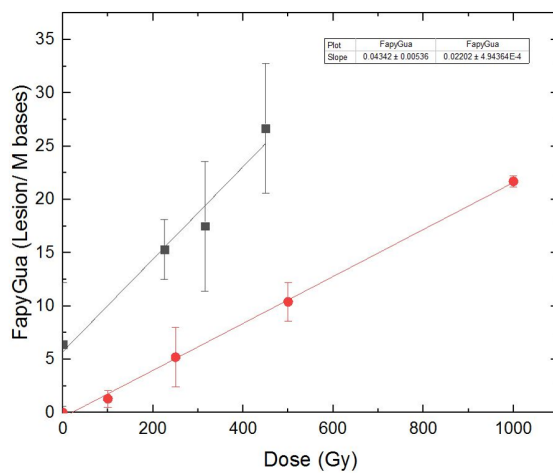 35
30
25
20
15
10
5
0
FapyGua (Lesion/ M bases)
Plot FapyGua FapyGua
Slope 0.04342 ± 0.00536 0.02202 ± 4.94364E-4
0 200 400 600 800 1000
Dose (Gy)